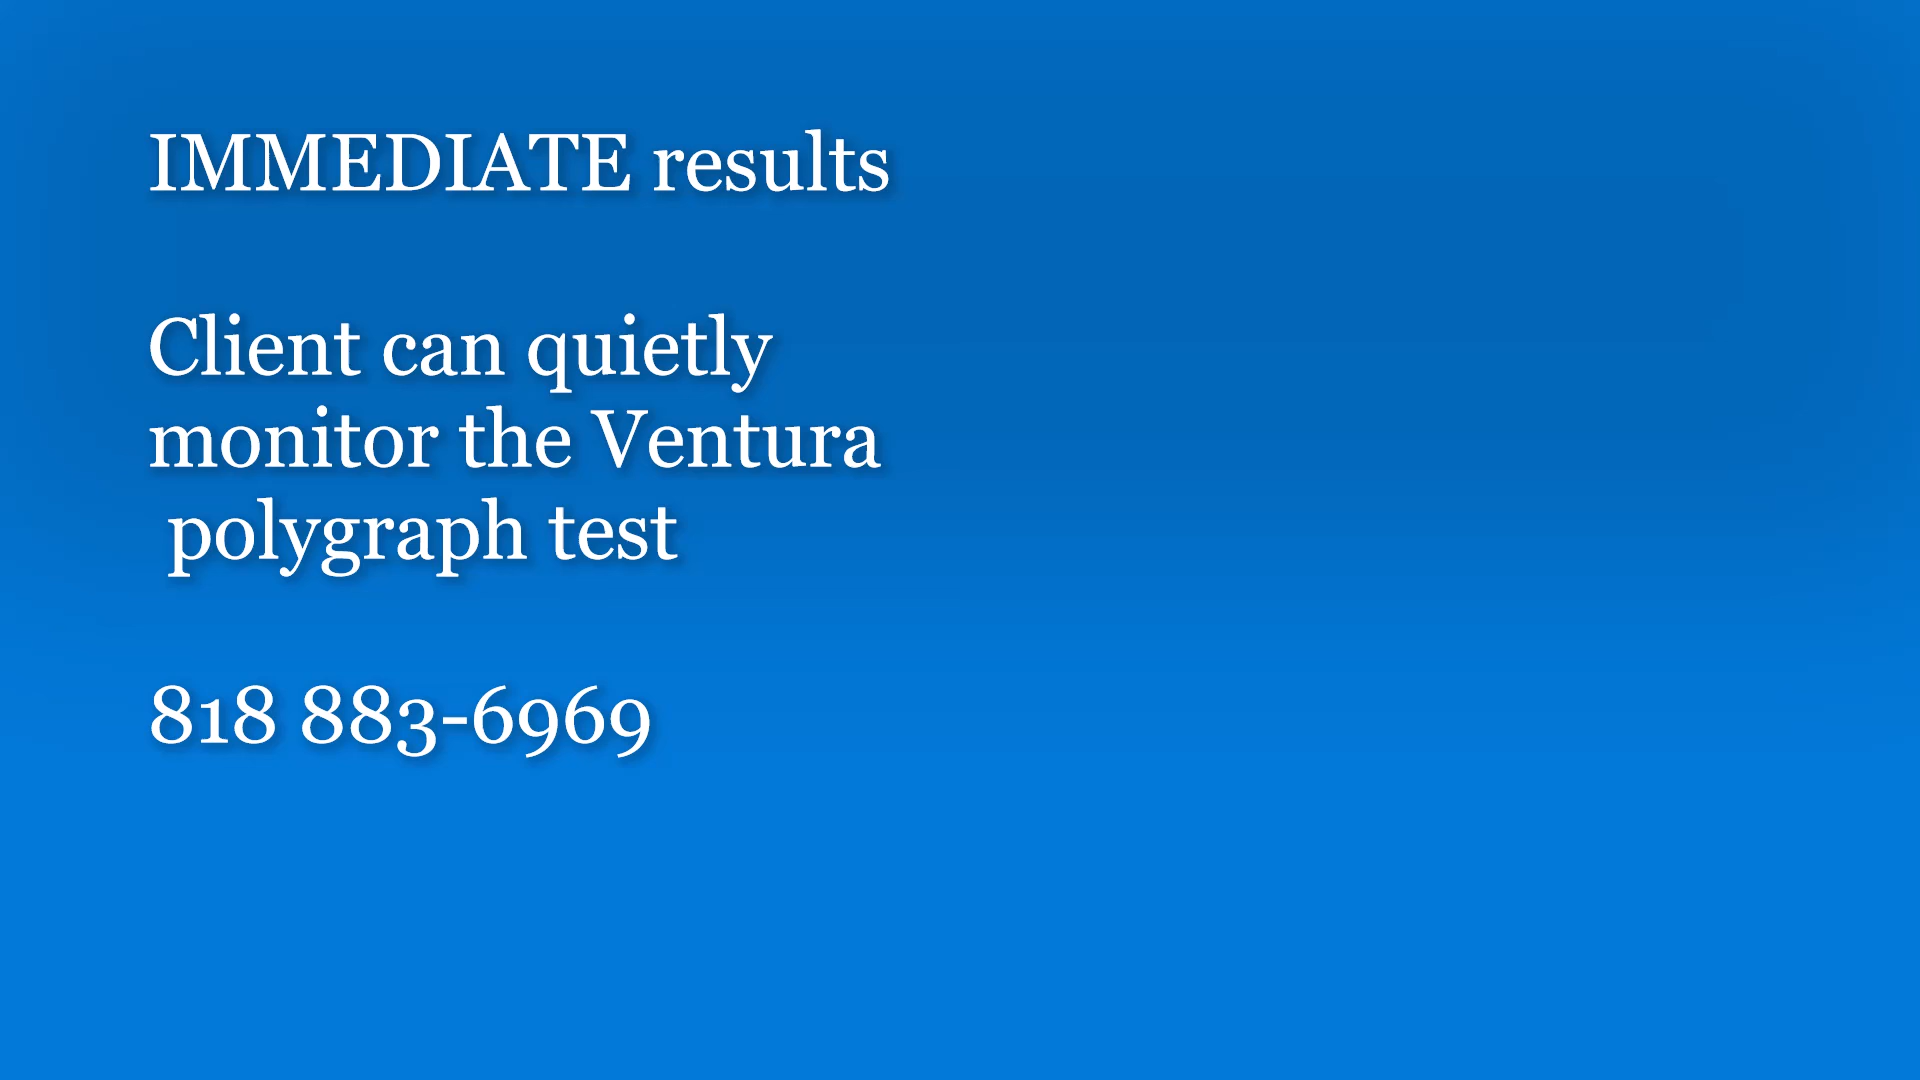 IMMEDIATE results
Client can quietly
monitor the Ventura
polygraph test
818 883-6969